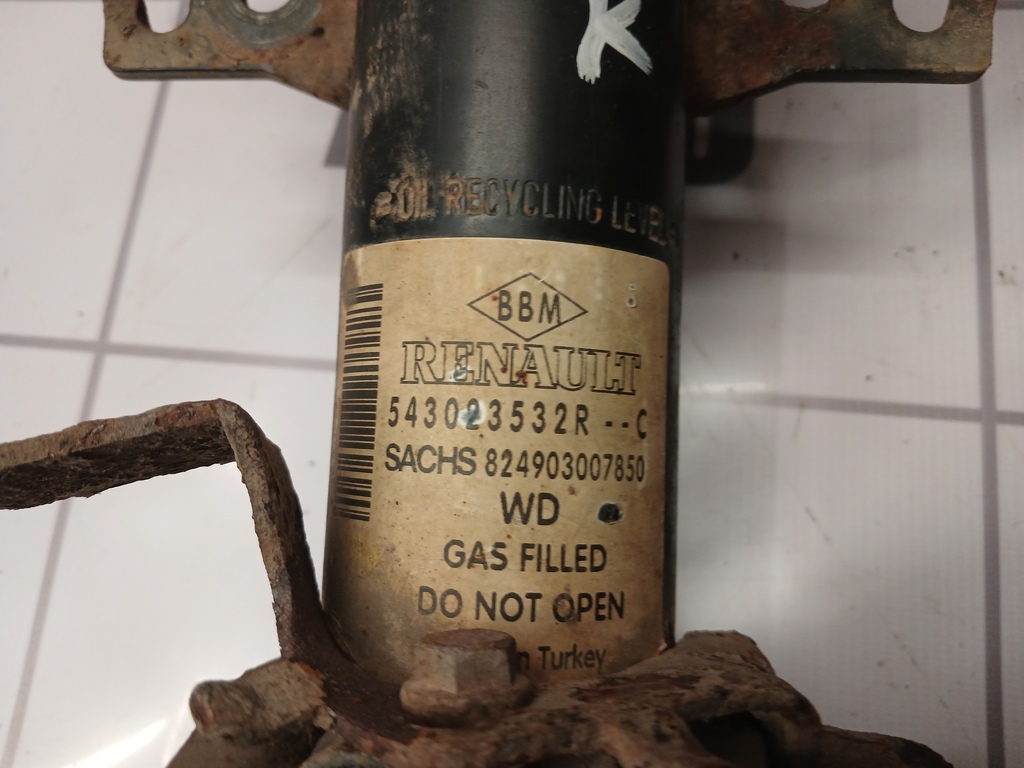 K
OIL RECYCLING LEVEL
BBM
RENAULT
543023532R -- C
SACHS 824903007850
WD
GAS FILLED
DO NOT OPEN
Turkey